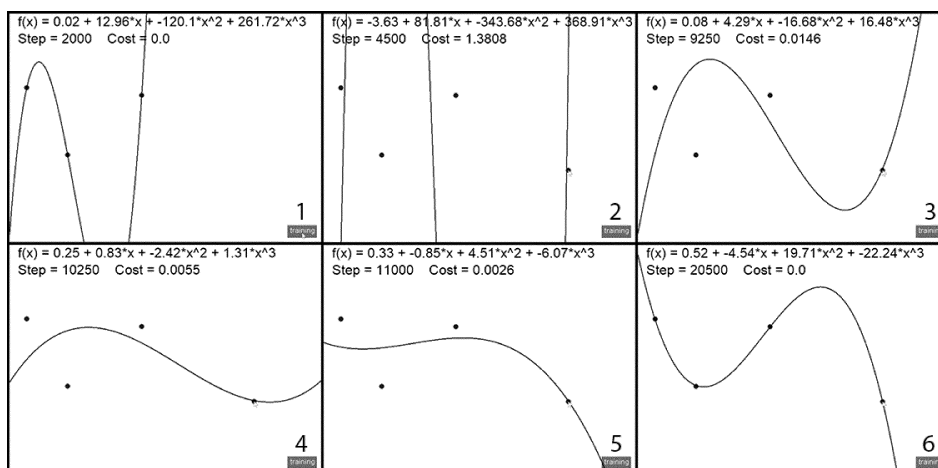 f(x) = 0.02 + 12.96*x + -120.1*x^2 + 261.72*x^3
Step = 2000 Cost = 0.0
1
training
f(x) = -3.63 + 81.81*x + -343.68*x^2 + 368.91*x^3
Step = 4500 Cost = 1.3808
2
training
f(x) = 0.08 + 4.29*x + -16.68*x^2 + 16.48*x^3
Step = 9250 Cost = 0.0146
3
training
f(x) = 0.25 + 0.83*x + -2.42*x^2 + 1.31*x^3
Step = 10250 Cost = 0.0055
4
training
f(x) = 0.33 + -0.85*x + 4.51*x^2 + -6.07*x^3
Step = 11000 Cost = 0.0026
5
training
f(x) = 0.52 + -4.54*x + 19.71*x^2 + -22.24*x^3
Step = 20500 Cost = 0.0
6
training